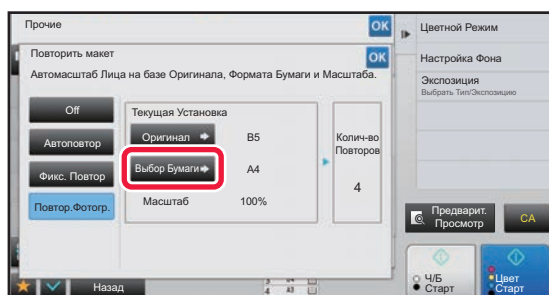 Прочие
OK
Повторить макет
OK
Автомасштаб Лица на базе Оригинала, Формата Бумаги и Масштаба.
Off
Автоповтор
Фикс. Повтор
Повтор.Фотогр.
Текущая Установка
Оригинал
B5
Выбор Бумаги
A4
Масштаб
100%
Колич-во
Повторов
4
Назад
Цветной Режим
Настройка Фона
Экспозиция
Выбрать Тип/Экспозицию
Предварит.
Просмотр
CA
Ч/Б
Старт
Цвет
Старт
4
A3